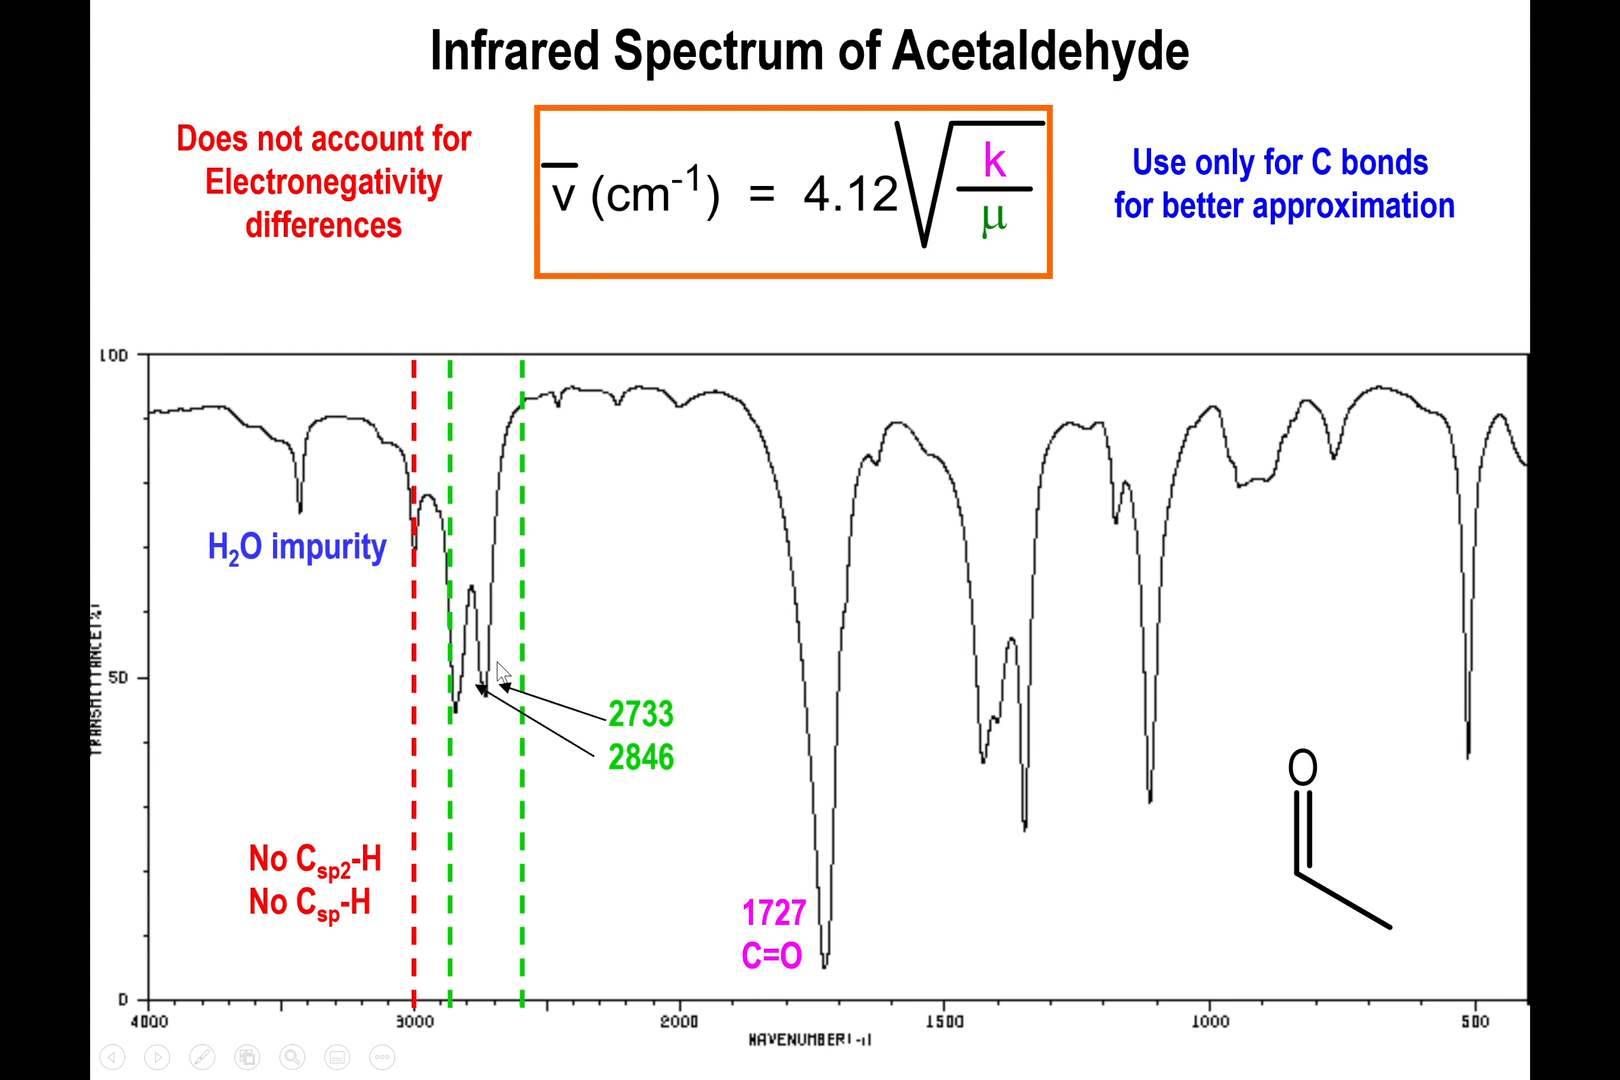 Infrared Spectrum of Acetaldehyde
Does not account for
Electronegativity
differences
v̅ (cm⁻¹) = 4.12√(k/μ)
Use only for C bonds
for better approximation
100
50
0
TRANSMITTANCE(%)
H₂O impurity
2733
2846
No Csp2-H
No Csp-H
1727
C=O
O
4000 3000 2000 1500 1000 500
WAVENUMBER(-1)